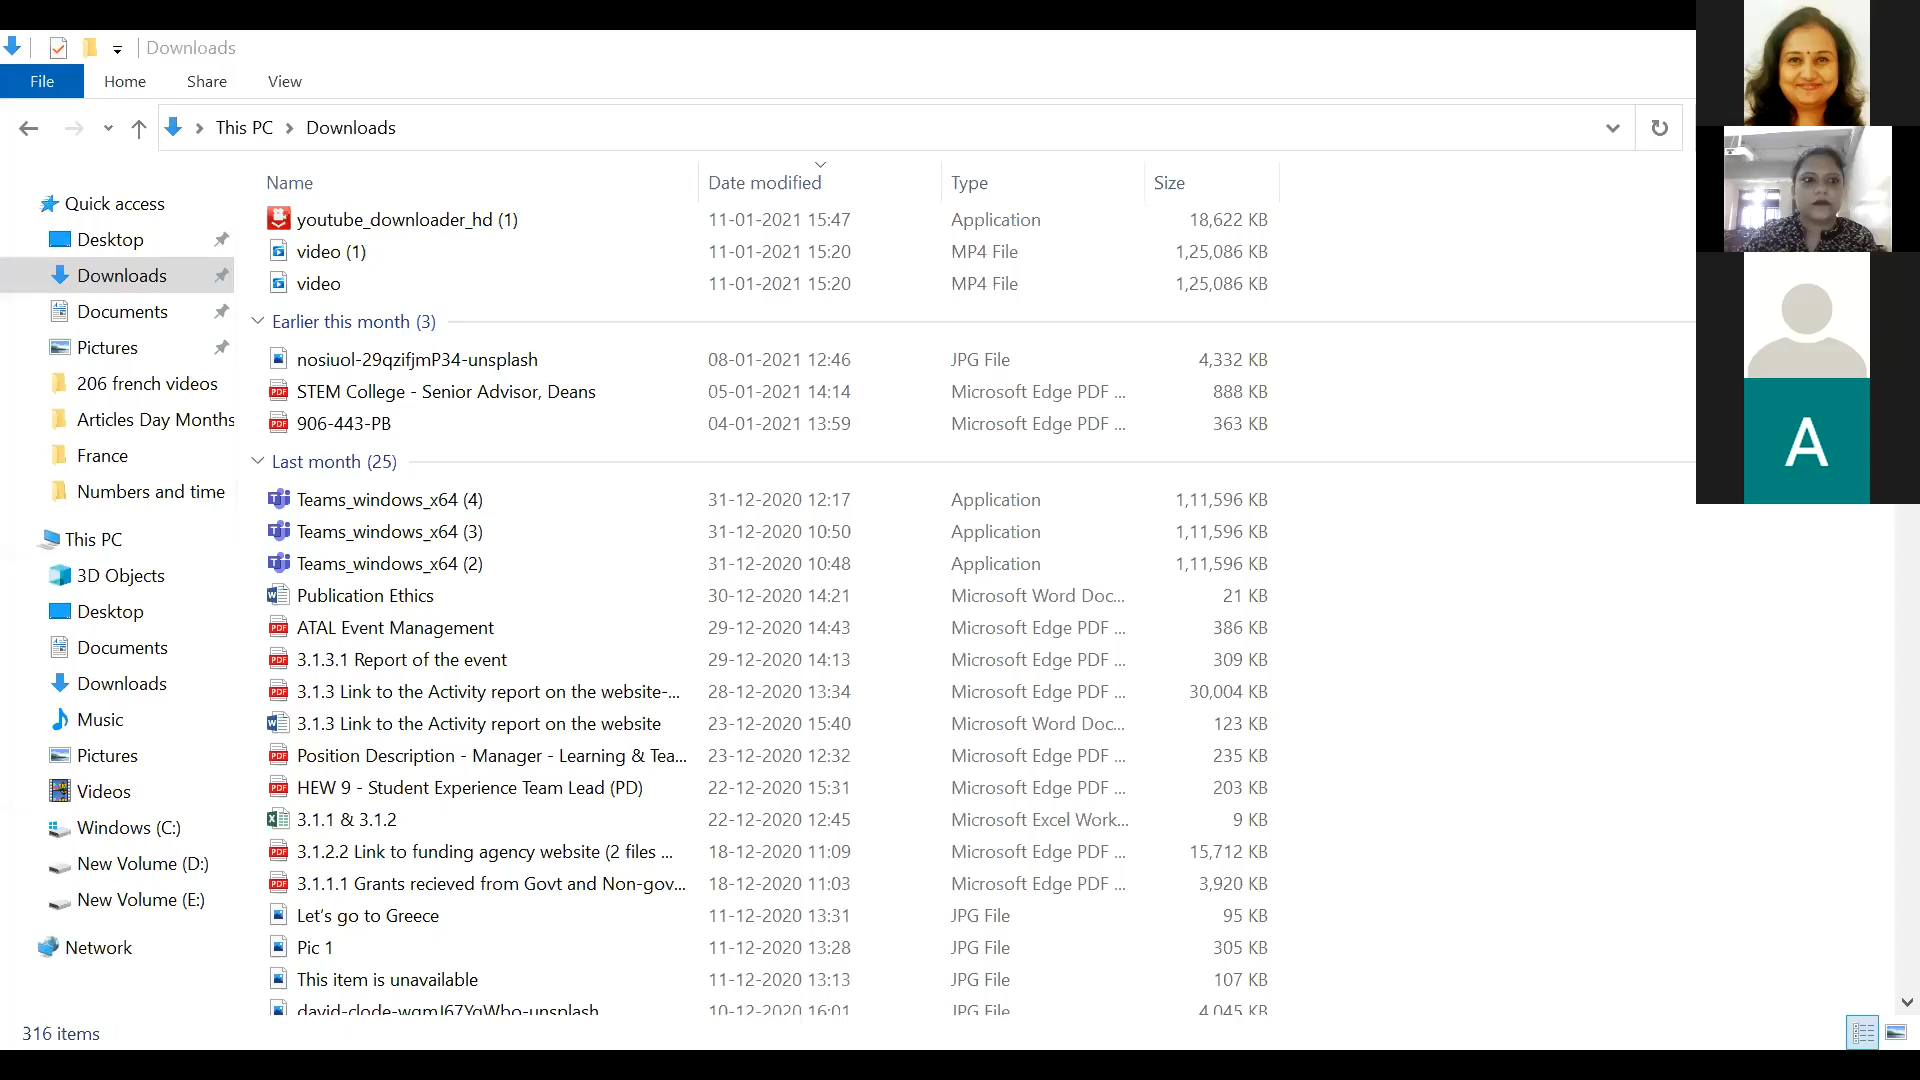 Downloads
File Home Share View
This PC Downloads
Name Date modified Type Size
Quick access
Desktop
Downloads
Documents
Pictures
206 french videos
Articles Day Months
France
Numbers and time
This PC
3D Objects
Desktop
Documents
Downloads
Music
Pictures
Videos
Windows (C:)
New Volume (D:)
New Volume (E:)
Network
youtube_downloader_hd (1) 11-01-2021 15:47 Application 18,622 KB
video (1) 11-01-2021 15:20 MP4 File 1,25,086 KB
video 11-01-2021 15:20 MP4 File 1,25,086 KB
Earlier this month (3)
nosiuol-29qzifjmP34-unsplash 08-01-2021 12:46 JPG File 4,332 KB
STEM College - Senior Advisor, Deans 05-01-2021 14:14 Microsoft Edge PDF ... 888 KB
906-443-PB 04-01-2021 13:59 Microsoft Edge PDF ... 363 KB
Last month (25)
Teams_windows_x64 (4) 31-12-2020 12:17 Application 1,11,596 KB
Teams_windows_x64 (3) 31-12-2020 10:50 Application 1,11,596 KB
Teams_windows_x64 (2) 31-12-2020 10:48 Application 1,11,596 KB
Publication Ethics 30-12-2020 14:21 Microsoft Word Doc... 21 KB
ATAL Event Management 29-12-2020 14:43 Microsoft Edge PDF ... 386 KB
3.1.3.1 Report of the event 29-12-2020 14:13 Microsoft Edge PDF ... 309 KB
3.1.3 Link to the Activity report on the website-... 28-12-2020 13:34 Microsoft Edge PDF ... 30,004 KB
3.1.3 Link to the Activity report on the website 23-12-2020 15:40 Microsoft Word Doc... 123 KB
Position Description - Manager - Learning & Tea... 23-12-2020 12:32 Microsoft Edge PDF ... 235 KB
HEW 9 - Student Experience Team Lead (PD) 22-12-2020 15:31 Microsoft Edge PDF ... 203 KB
3.1.1 & 3.1.2 22-12-2020 12:45 Microsoft Excel Work... 9 KB
3.1.2.2 Link to funding agency website (2 files ... 18-12-2020 11:09 Microsoft Edge PDF ... 15,712 KB
3.1.1.1 Grants recieved from Govt and Non-gov... 18-12-2020 11:03 Microsoft Edge PDF ... 3,920 KB
Let's go to Greece 11-12-2020 13:31 JPG File 95 KB
Pic 1 11-12-2020 13:28 JPG File 305 KB
This item is unavailable 11-12-2020 13:13 JPG File 107 KB
10-12-2020 16:01 JPG File 4,045 KB
316 items
A